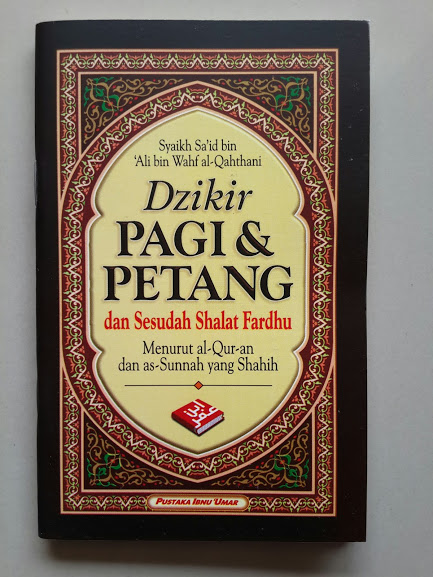 Syaikh Sa'id bin
'Ali bin Wahf al-Qahthani
Dzikir
PAGI &
PETANG
dan Sesudah Shalat Fardhu
Menurut al-Qur-an
dan as-Sunnah yang Shahih
PUSTAKA IBNU 'UMAR